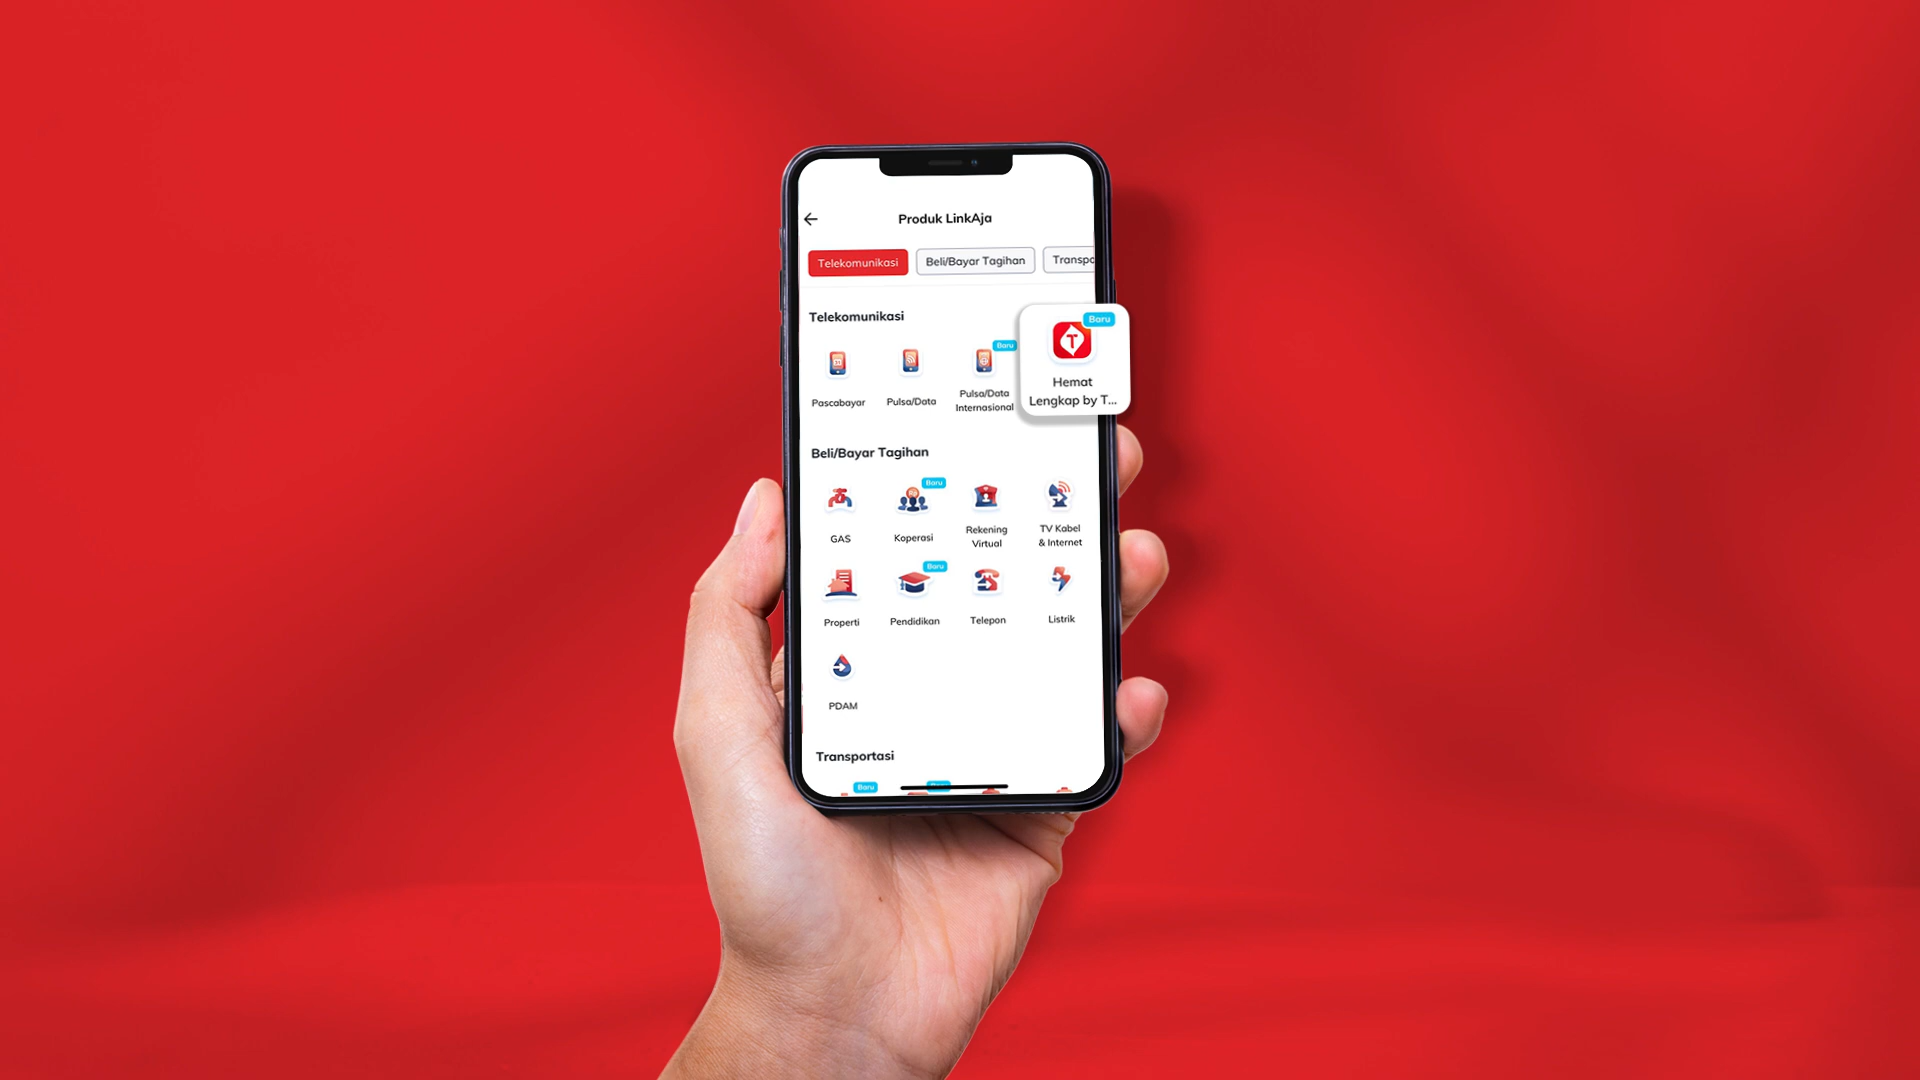 Produk LinkAja
Telekomunikasi
Beli/Bayar Tagihan
Transpo
Telekomunikasi
Baru
T
Hemat
Lengkap by T...
Baru
Pascabayar
Pulsa/Data
Pulsa/Data
Internasional
Beli/Bayar Tagihan
GAS
Baru
Koperasi
Rekening
Virtual
TV Kabel
& Internet
Properti
Baru
Pendidikan
Telepon
Listrik
PDAM
Transportasi
Baru